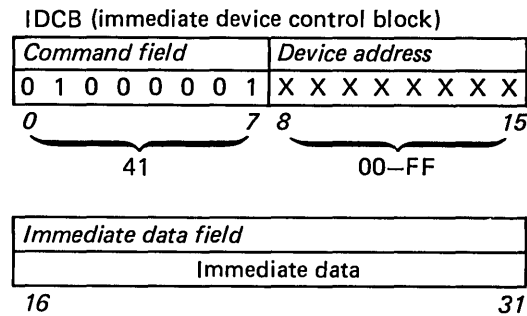 IDCB (immediate device control block)
Command field Device address
0 1 0 0 0 0 0 1 X X X X X X X X
0 7 8 15
41 00–FF
Immediate data field
Immediate data
16 31